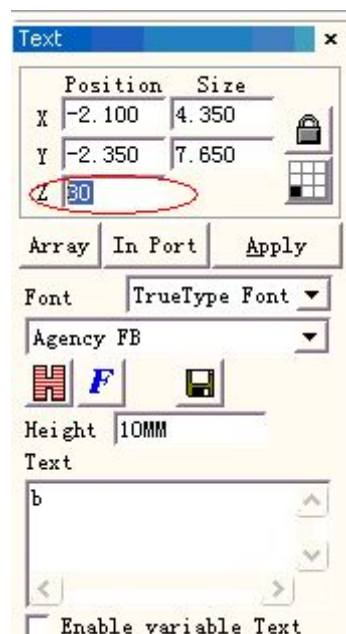 Text
Position Size
X -2.100 4.350
Y -2.350 7.650
Z 30
Array In Port Apply
Font TrueType Font
Agency FB
H F
Height 10MM
Text
b
Enable variable Text